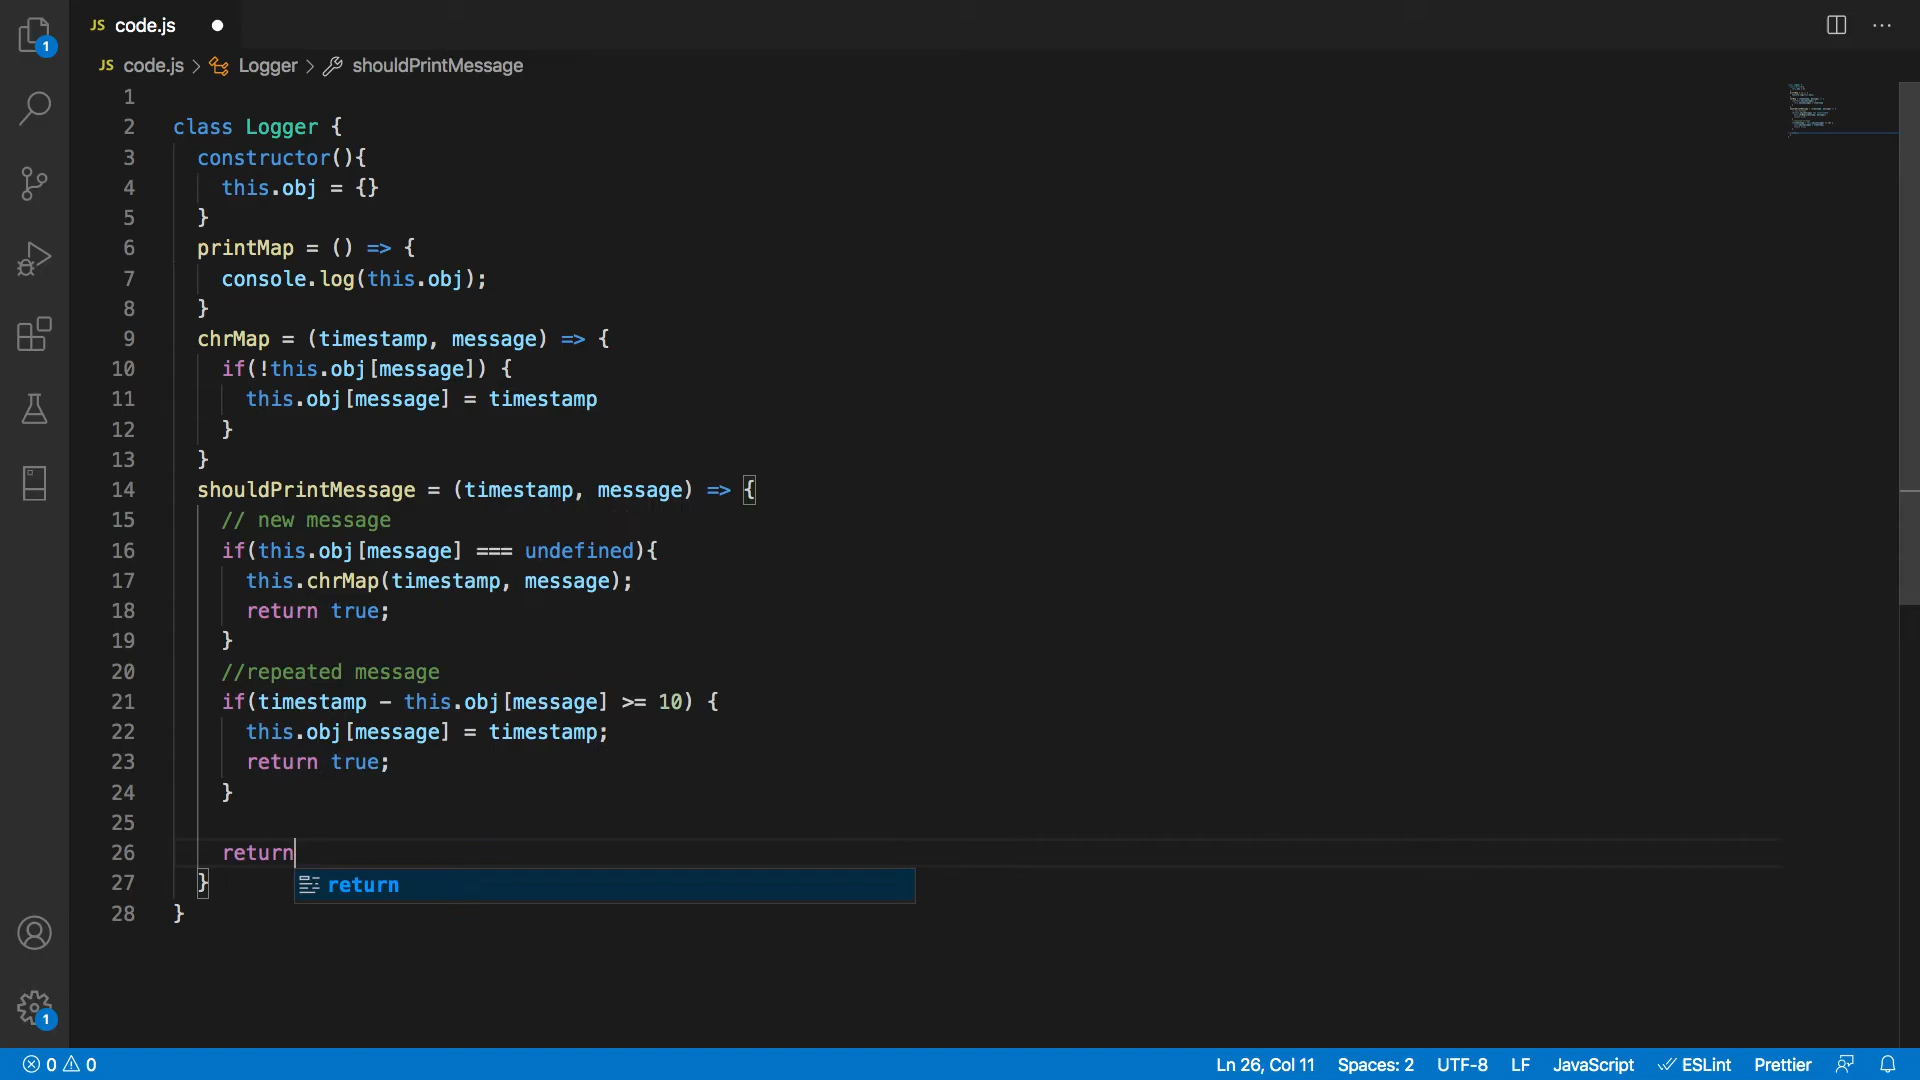 JS code.js
JS code.js > Logger > shouldPrintMessage
1
2 class Logger {
3 constructor(){
4 this.obj = {}
5 }
6 printMap = () => {
7 console.log(this.obj);
8 }
9 chrMap = (timestamp, message) => {
10 if(!this.obj[message]) {
11 this.obj[message] = timestamp
12 }
13 }
14 shouldPrintMessage = (timestamp, message) => {
15 // new message
16 if(this.obj[message] === undefined){
17 this.chrMap(timestamp, message);
18 return true;
19 }
20 //repeated message
21 if(timestamp - this.obj[message] >= 10) {
22 this.obj[message] = timestamp;
23 return true;
24 }
25
26 return
27 }
return
28 }
1
1
0 0 Ln 26, Col 11 Spaces: 2 UTF-8 LF JavaScript ESLint Prettier